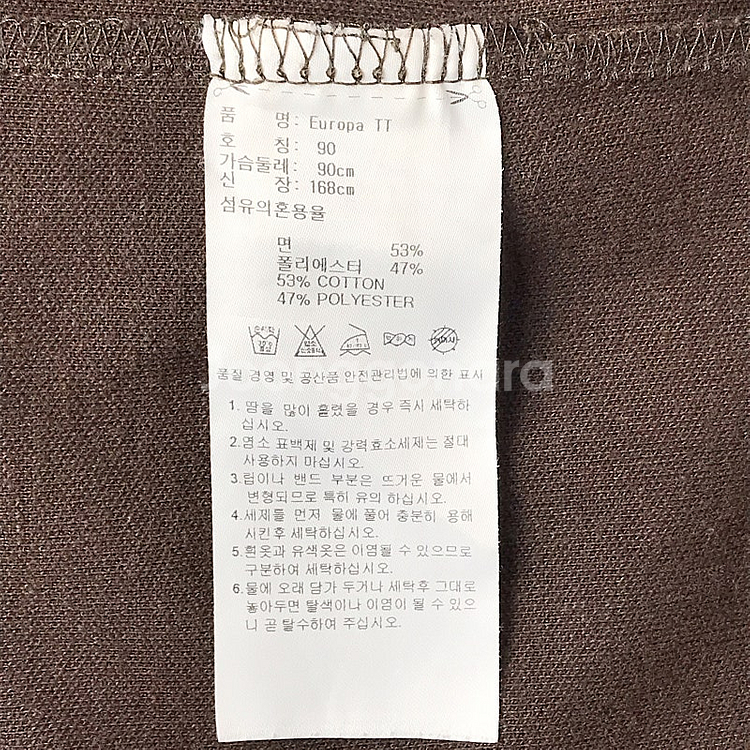 품 명: Europa TT
호 칭: 90
가슴둘레: 90cm
신 장: 168cm
섬유의혼용율
면 53%
폴리에스터 47%
53% COTTON
47% POLYESTER
품질 경영 및 공산품 안전관리법에 의한 표시
1. 땀을 많이 흘렸을 경우 즉시 세탁하
십시오.
2.염소 표백제 및 강력효소세제는 절대
사용하지 마십시오.
3.립이나 밴드 부분은 뜨거운 물에서
변형되므로 특히 유의 하십시오.
4.세제를 먼저 물에 풀어 충분히 용해
시킨후 세탁하십시오.
5.흰옷과 유색옷은 이염될 수 있으므로
구분하여 세탁하십시오.
6.물에 오래 담가 두거나 세탁후 그대로
놓아두면 탈색이나 이염이 될 수 있으
니 곧 탈수하여 주십시오.